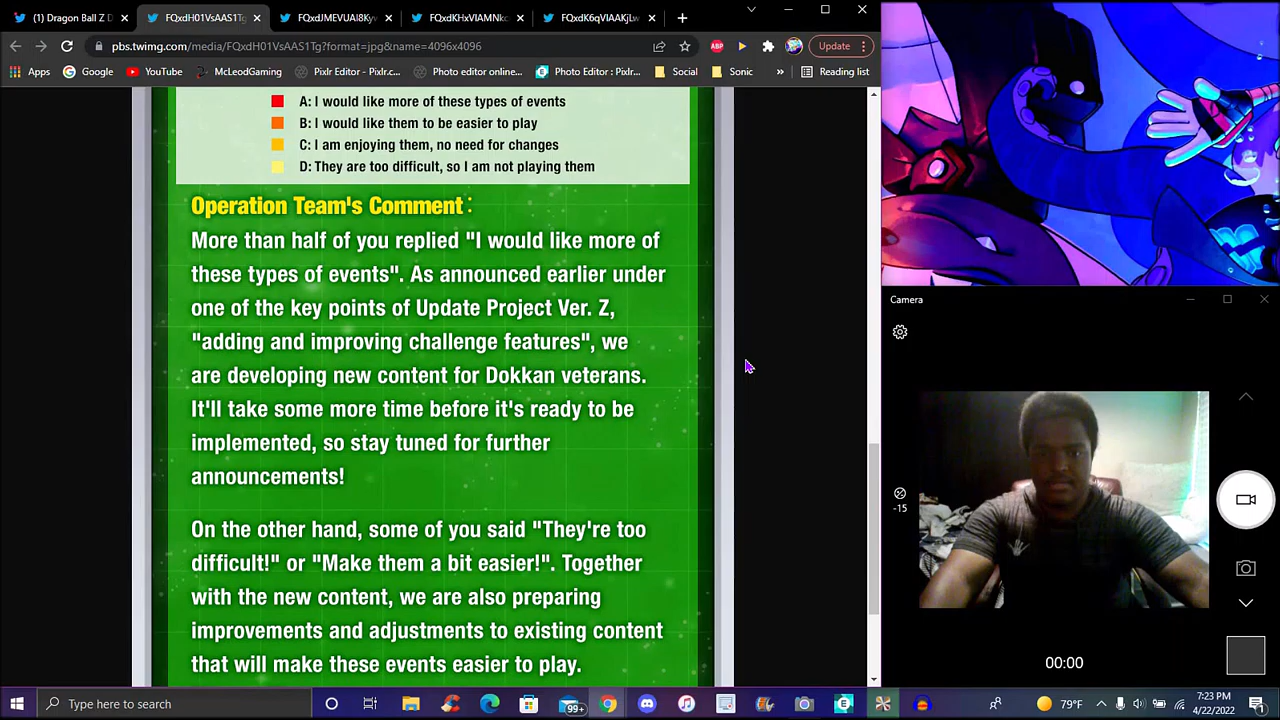 (1) Dragon Ball Z D
FQxdH01VsAAS1Tg
FQxdJMEVUAI8Kyv
FQxdKHxVIAMNkc
FQxdK6qVIAAKjLw
pbs.twimg.com/media/FQxdH01VsAAS1Tg?format=jpg&name=4096x4096
ABP
Update
Apps
Google
YouTube
McLeodGaming
Pixlr Editor - Pixlr.c...
Photo editor online...
Photo Editor : Pixlr...
Social
Sonic
Reading list
A: I would like more of these types of events
B: I would like them to be easier to play
C: I am enjoying them, no need for changes
D: They are too difficult, so I am not playing them
Operation Team's Comment:
More than half of you replied "I would like more of
these types of events". As announced earlier under
one of the key points of Update Project Ver. Z,
"adding and improving challenge features", we
are developing new content for Dokkan veterans.
It'll take some more time before it's ready to be
implemented, so stay tuned for further
announcements!
On the other hand, some of you said "They're too
difficult!" or "Make them a bit easier!". Together
with the new content, we are also preparing
improvements and adjustments to existing content
that will make these events easier to play.
Camera
-15
00:00
Type here to search
99+
79°F
7:23 PM
4/22/2022